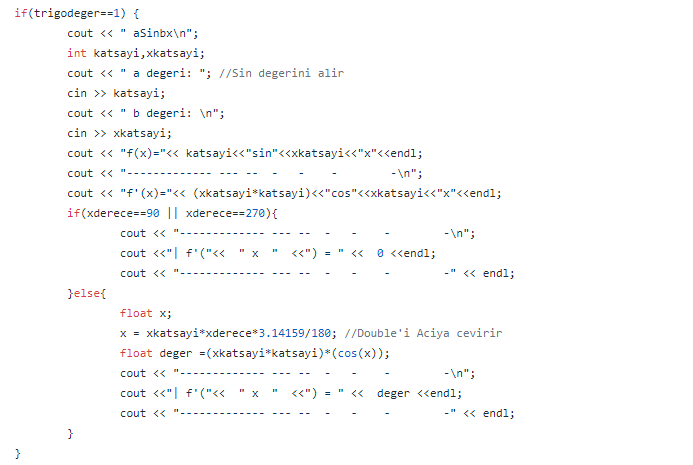 if(trigodeger==1) {
cout << " aSinbx\n";
int katsayi,xkatsayi;
cout << " a degeri: "; //Sin degerini alir
cin >> katsayi;
cout << " b degeri: \n";
cin >> xkatsayi;
cout << "f(x)="<< katsayi<<"sin"<<xkatsayi<<"x"<<endl;
cout << "------------- --- -- - - - -\n";
cout << "f'(x)="<< (xkatsayi*katsayi)<<"cos"<<xkatsayi<<"x"<<endl;
if(xderece==90 || xderece==270){
cout << "------------- --- -- - - - -\n";
cout <<"| f'("<< " x " <<") = " << 0 <<endl;
cout << "------------- --- -- - - - -" << endl;
}else{
float x;
x = xkatsayi*xderece*3.14159/180; //Double'i Aciya cevirir
float deger =(xkatsayi*katsayi)*(cos(x));
cout << "------------- --- -- - - - -\n";
cout <<"| f'("<< " x " <<") = " << deger <<endl;
cout << "------------- --- -- - - - -" << endl;
}
}